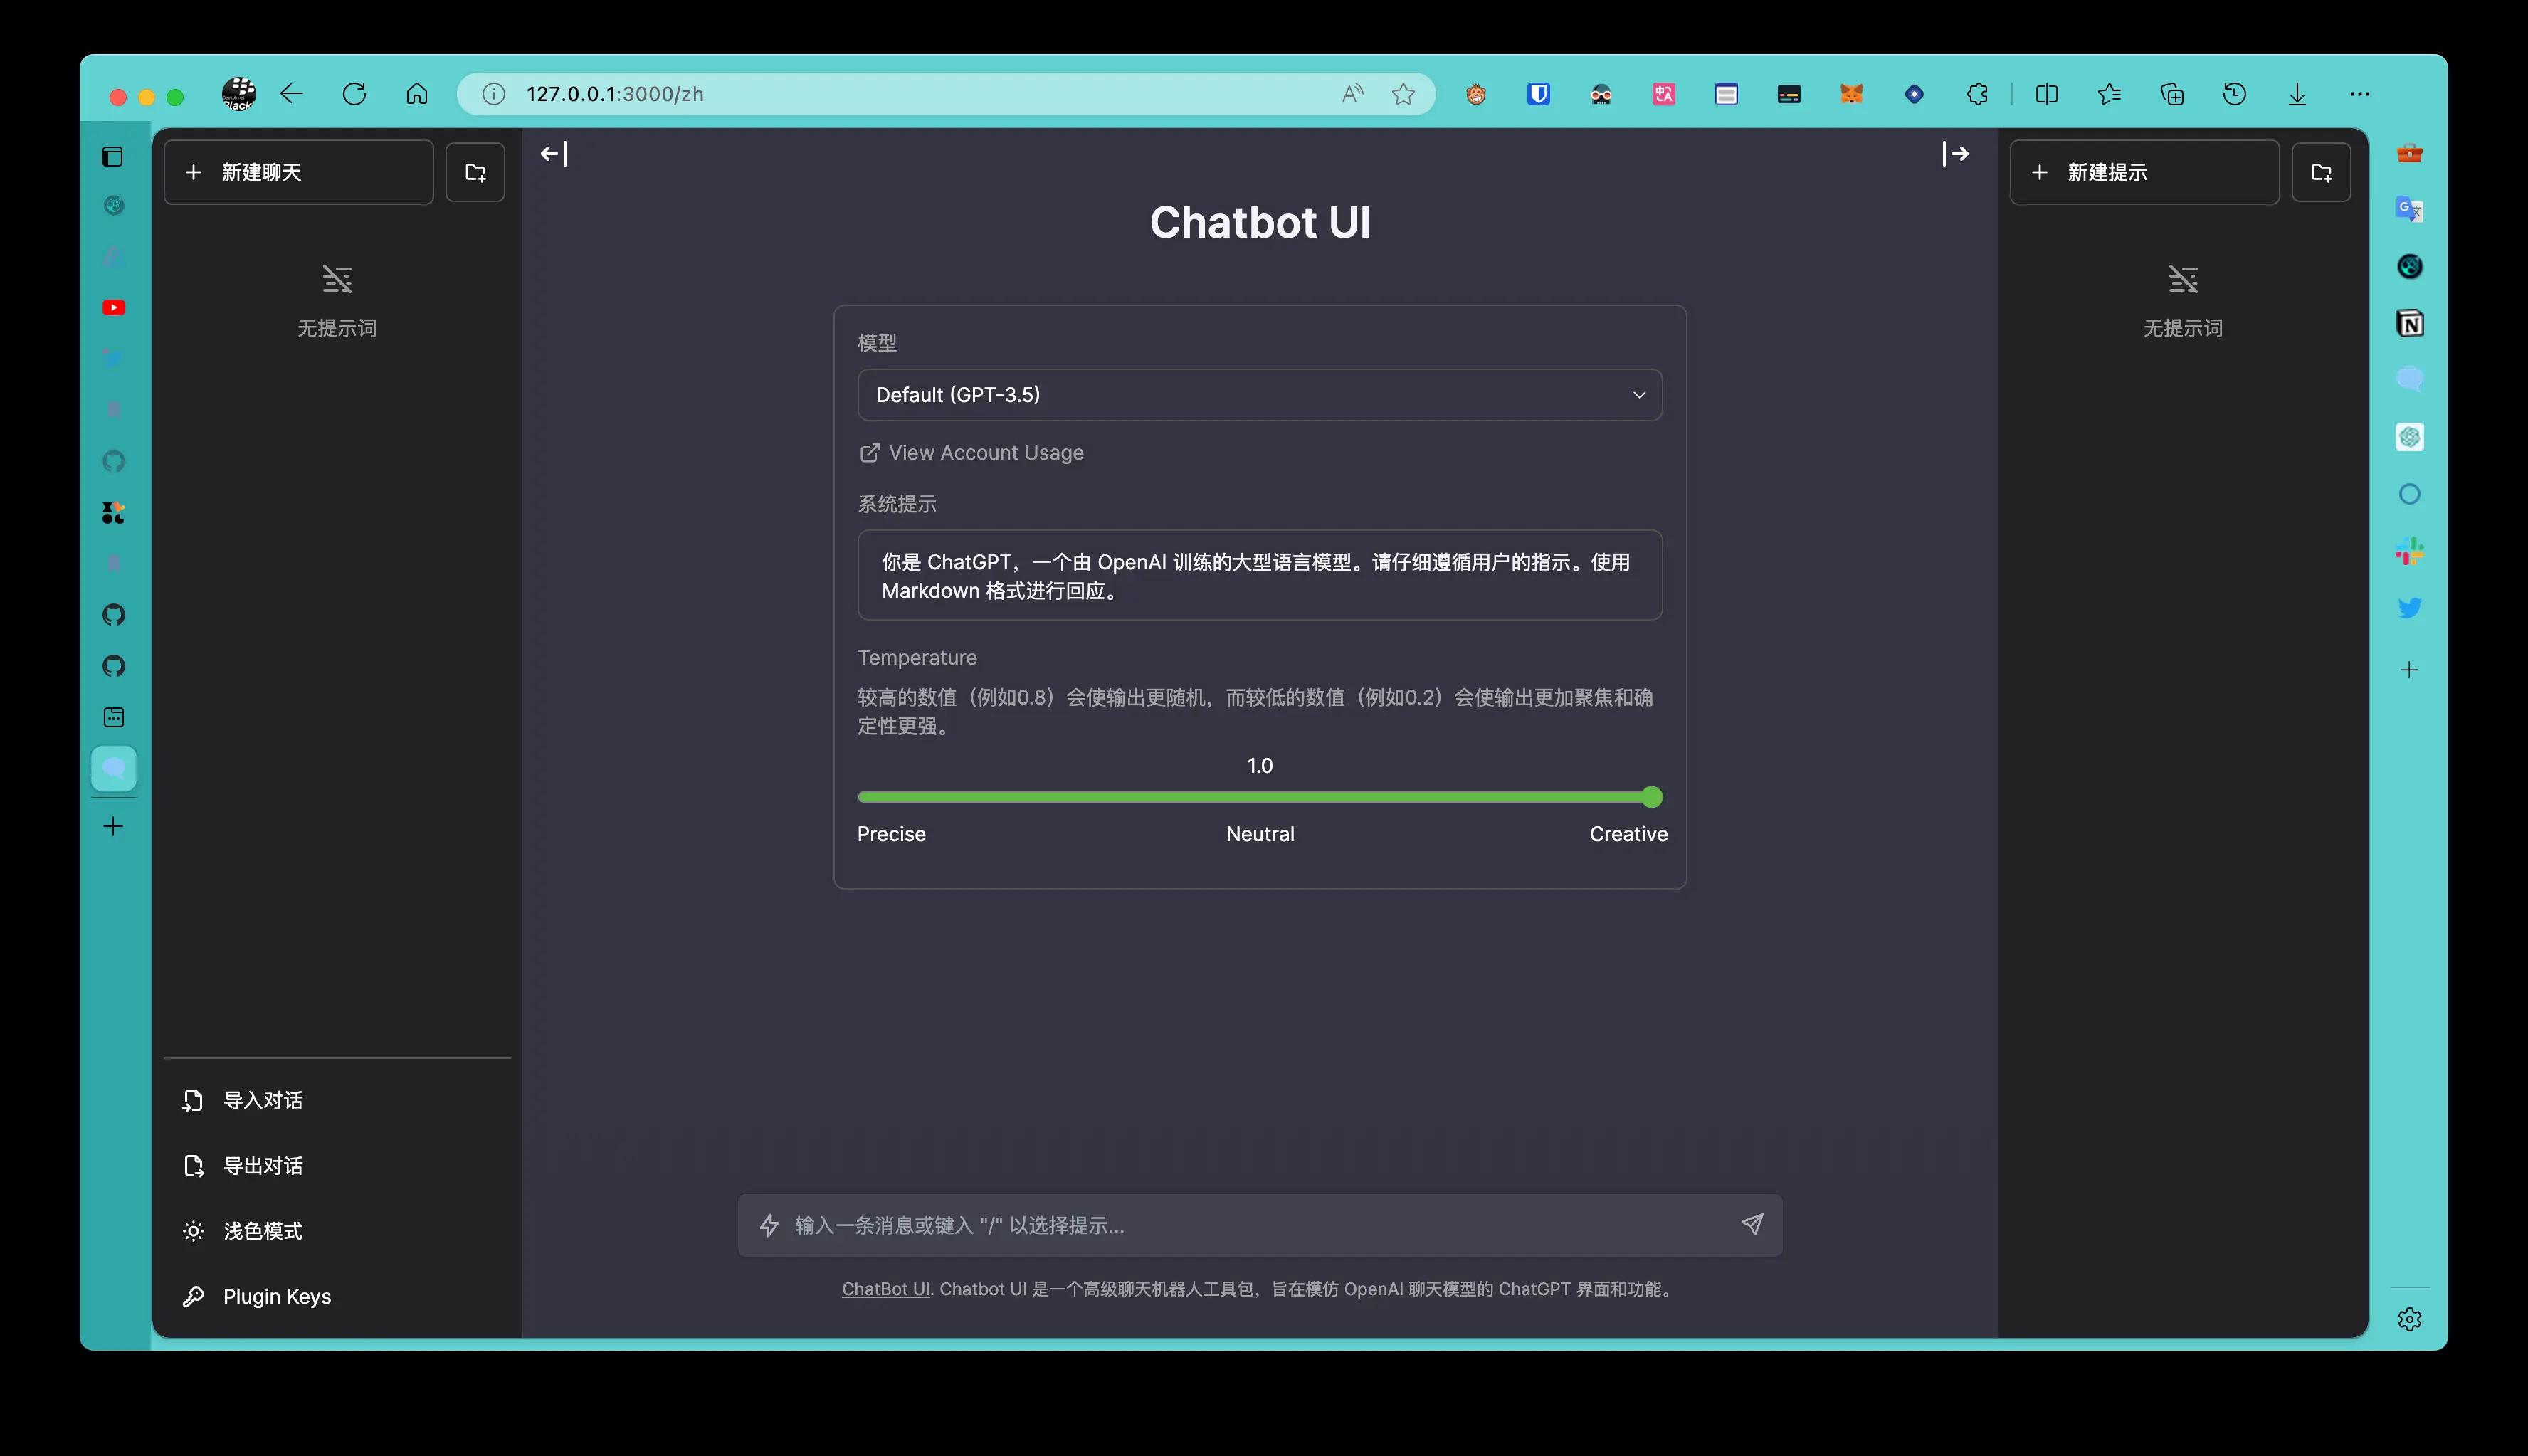 127.0.0.1:3000/zh
新建聊天
无提示词
导入对话
导出对话
浅色模式
Plugin Keys
Chatbot UI
模型
Default (GPT-3.5)
View Account Usage
系统提示
你是 ChatGPT，一个由 OpenAI 训练的大型语言模型。请仔细遵循用户的指示。使用
Markdown 格式进行回应。
Temperature
较高的数值（例如0.8）会使输出更随机，而较低的数值（例如0.2）会使输出更加聚焦和确
定性更强。
1.0
Precise
Neutral
Creative
输入一条消息或键入 "/" 以选择提示...
ChatBot UI. Chatbot UI 是一个高级聊天机器人工具包，旨在模仿 OpenAI 聊天模型的 ChatGPT 界面和功能。
新建提示
无提示词